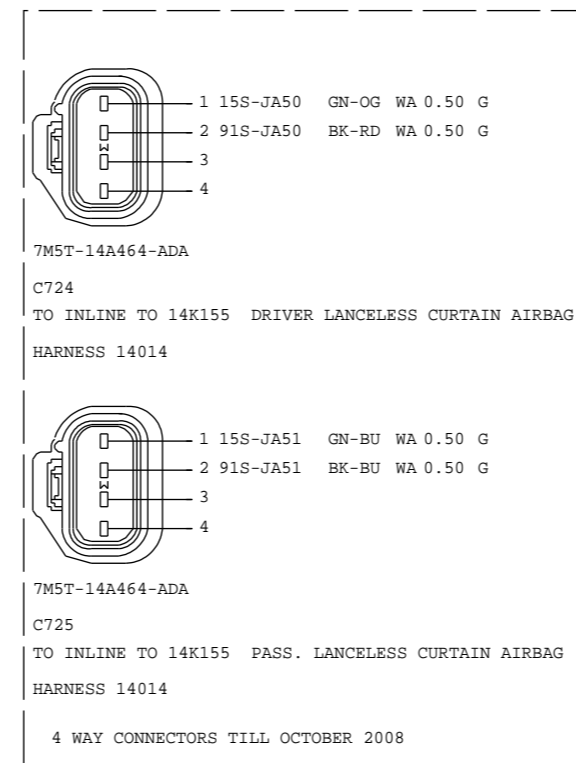 1 15S-JA50 GN-OG WA 0.50 G
2 91S-JA50 BK-RD WA 0.50 G
3
4
7M5T-14A464-ADA
C724
TO INLINE TO 14K155 DRIVER LANCELESS CURTAIN AIRBAG
HARNESS 14014
1 15S-JA51 GN-BU WA 0.50 G
2 91S-JA51 BK-BU WA 0.50 G
3
4
7M5T-14A464-ADA
C725
TO INLINE TO 14K155 PASS. LANCELESS CURTAIN AIRBAG
HARNESS 14014
4 WAY CONNECTORS TILL OCTOBER 2008